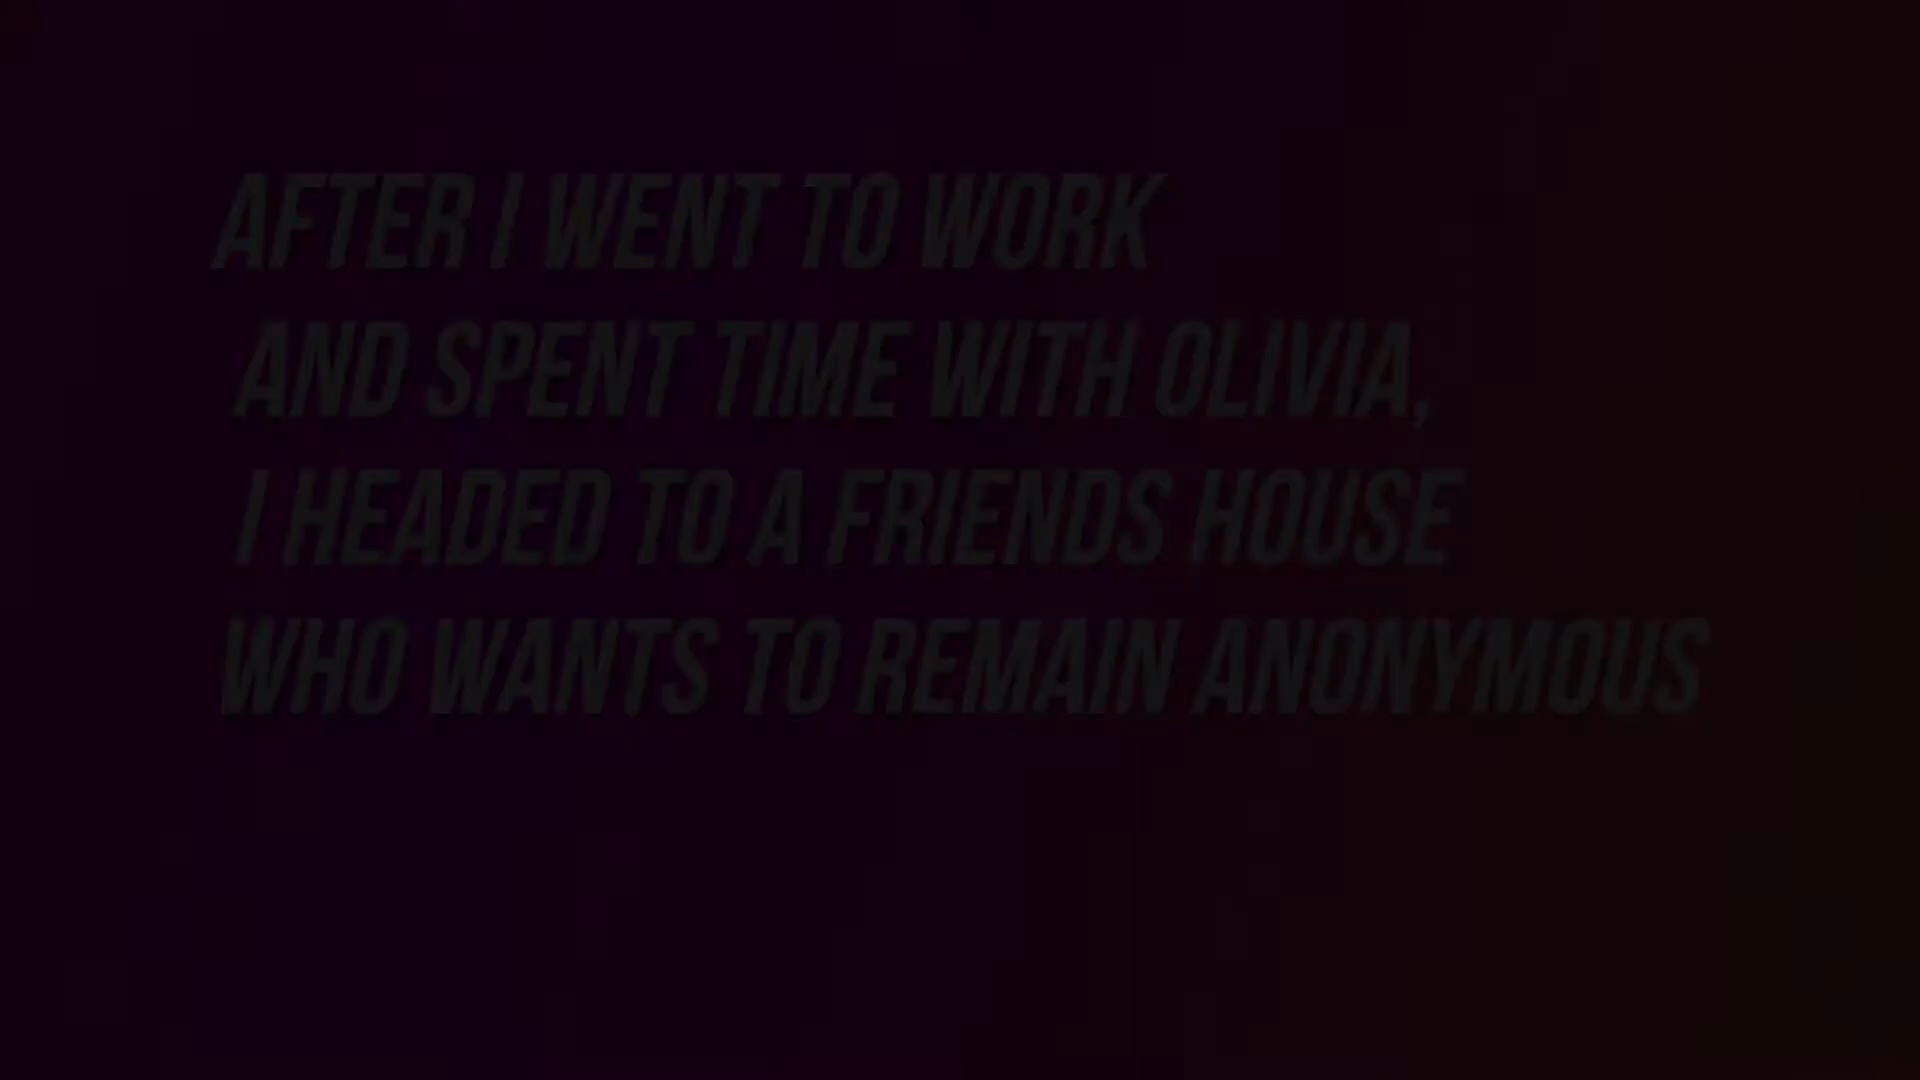 AFTER I WENT TO WORK
AND SPENT TIME WITH OLIVIA,
I HEADED TO A FRIENDS HOUSE
WHO WANTS TO REMAIN ANONYMOUS